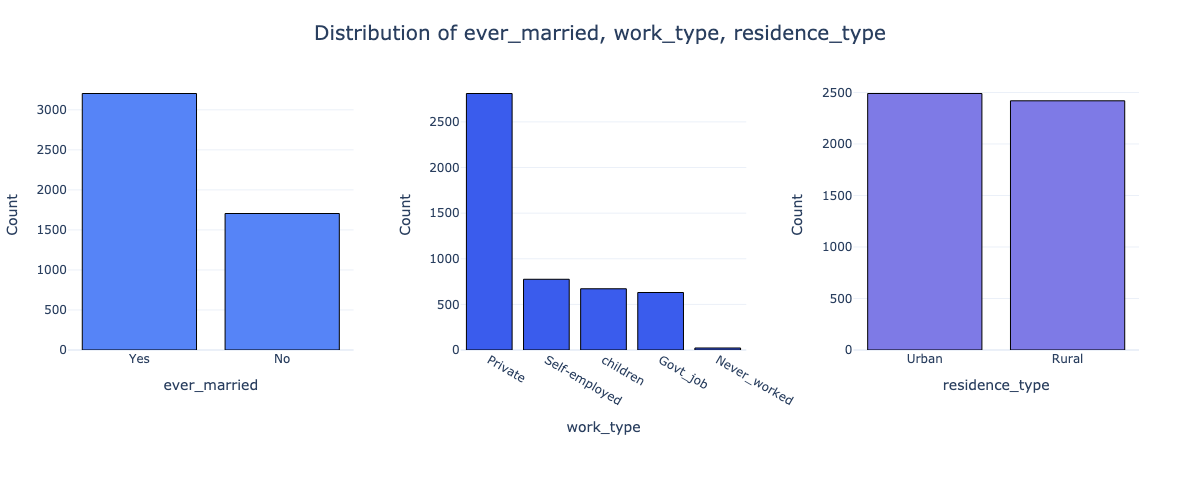 Distribution of ever_married, work_type, residence_type
Count
3000
2500
2000
1500
1000
500
0
Yes
No
ever_married
Count
2500
2000
1500
1000
500
0
Private
Self-employed
children
Govt_job
Never_worked
work_type
Count
2500
2000
1500
1000
500
0
Urban
Rural
residence_type